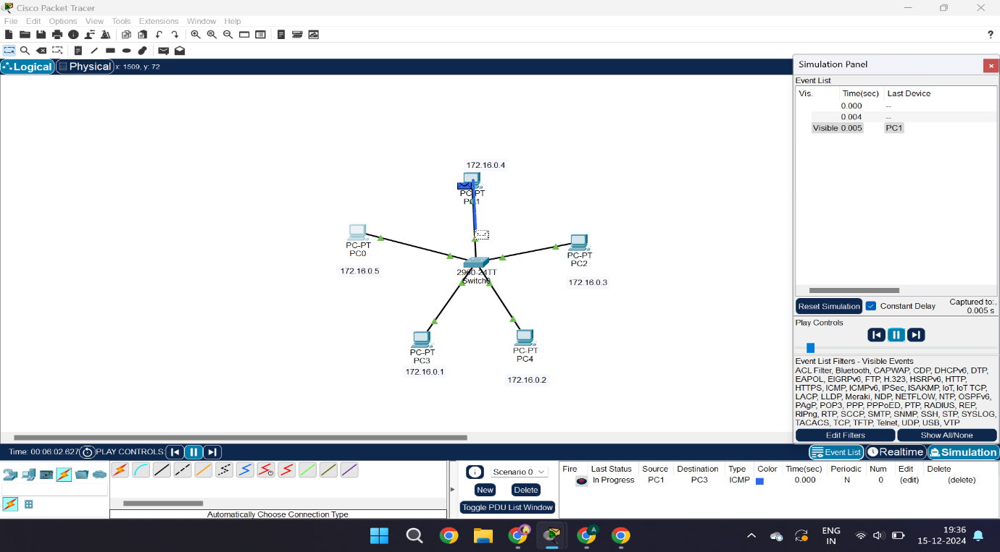 Cisco Packet Tracer
File Edit Options View Tools Extensions Window Help
?
Logical Physical x: 1509, y: 72
Simulation Panel
Event List
Vis. Time(sec) Last Device
0.000 --
0.004 --
Visible 0.005 PC1
172.16.0.4
PC-PT
PC1
PC-PT
PC0
172.16.0.5
PC-PT
PC2
172.16.0.3
2960-24TT
Switch0
PC-PT
PC3
172.16.0.1
PC-PT
PC4
172.16.0.2
Reset Simulation Constant Delay Captured to:
0.005 s
Play Controls
Event List Filters - Visible Events
ACL Filter, Bluetooth, CAPWAP, CDP, DHCPv6, DTP,
EAPOL, EIGRPv6, FTP, H.323, HSRPv6, HTTP,
HTTPS, ICMP, ICMPv6, IPSec, ISAKMP, IoT, IoT TCP,
LACP, LLDP, Meraki, NDP, NETFLOW, NTP, OSPFv6,
PAgP, POP3, PPP, PPPoED, PTP, RADIUS, REP,
RIPng, RTP, SCCP, SMTP, SNMP, SSH, STP, SYSLOG,
TACACS, TCP, TFTP, Telnet, UDP, USB, VTP
Edit Filters Show All/None
Time: 00:06:02.627 PLAY CONTROLS: Event List Realtime Simulation
Scenario 0
New Delete
Toggle PDU List Window
Fire Last Status Source Destination Type Color Time(sec) Periodic Num Edit Delete
In Progress PC1 PC3 ICMP 0.000 N 0 (edit) (delete)
Automatically Choose Connection Type
A
ENG
IN
19:36
15-12-2024